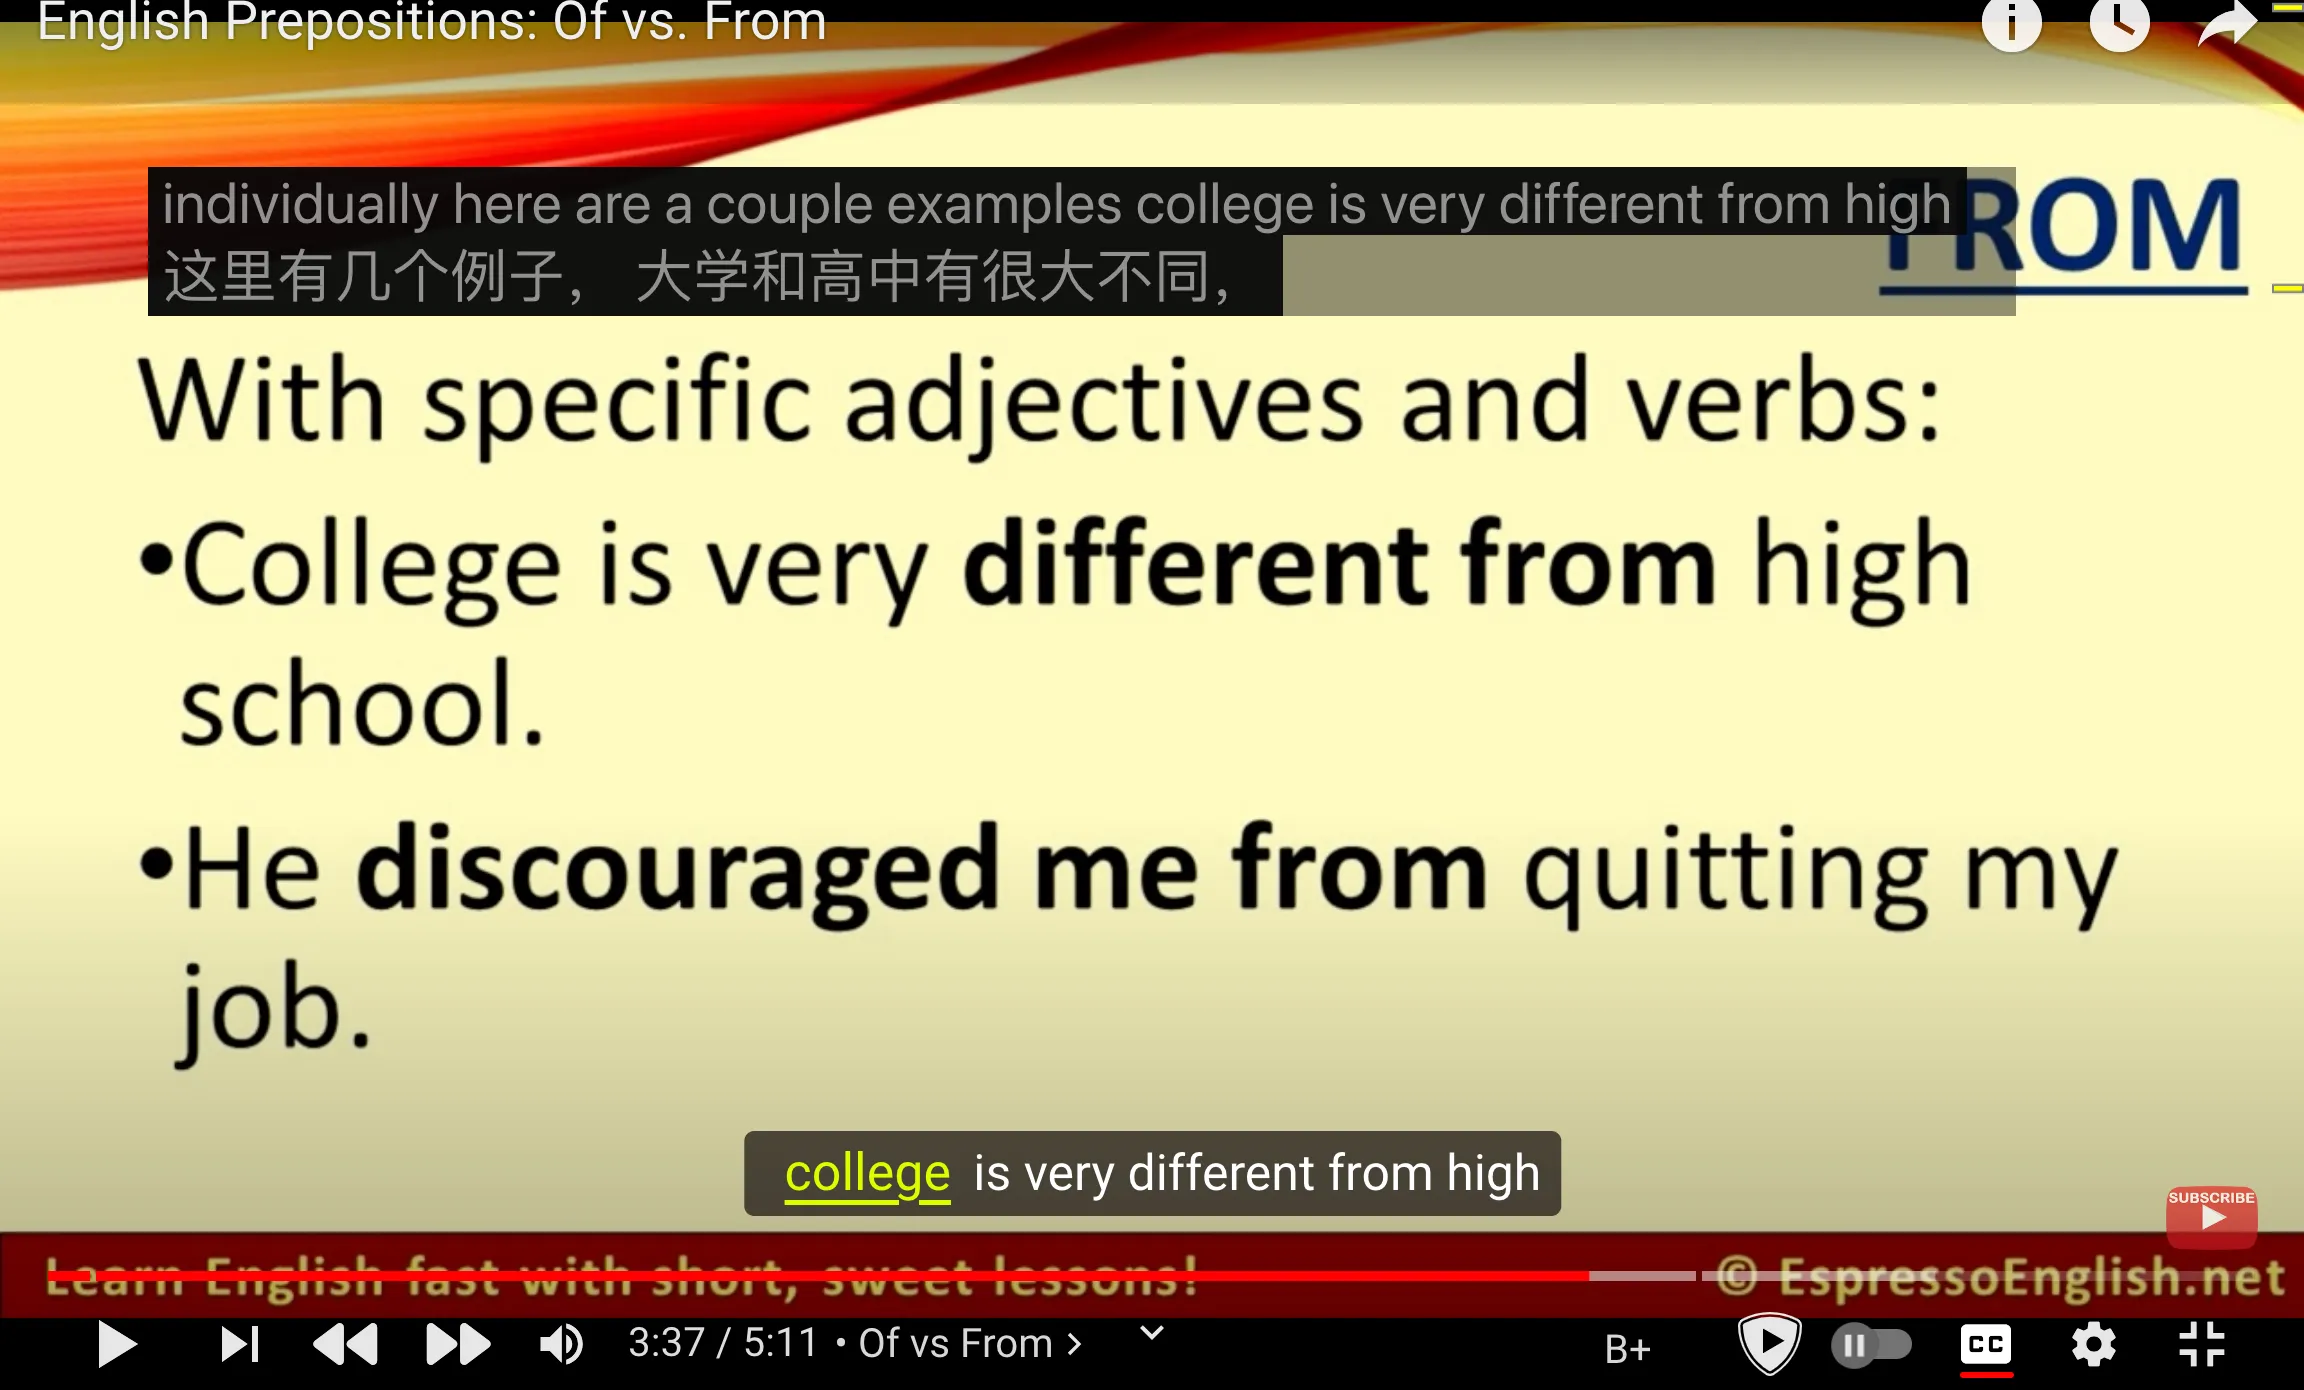 English Prepositions: Of vs. From
individually here are a couple examples college is very different from high
这里有几个例子， 大学和高中有很大不同，
FROM
With specific adjectives and verbs:
•College is very different from high
school.
•He discouraged me from quitting my
job.
college is very different from high
SUBSCRIBE
Learn English fast with short, sweet lessons!
© EspressoEnglish.net
3:37 / 5:11 • Of vs From >
B+
CC